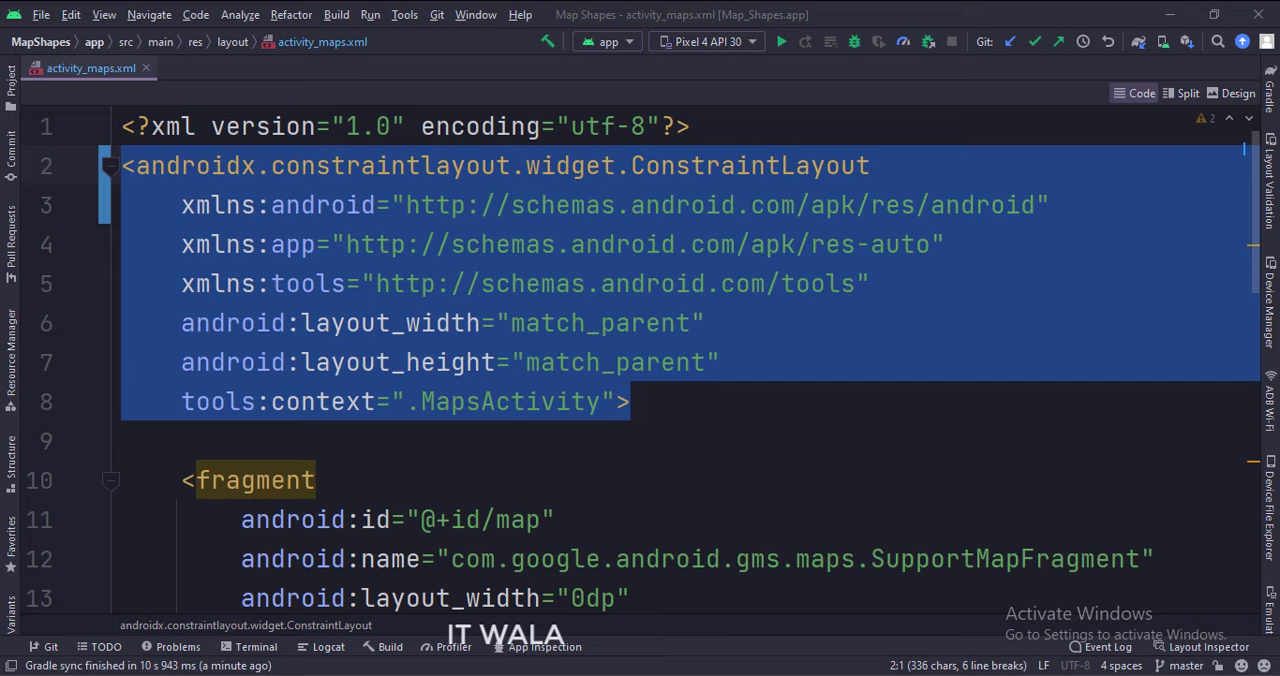 File Edit View Navigate Code Analyze Refactor Build Run Tools Git Window Help Map Shapes - activity_maps.xml [Map_Shapes.app]
MapShapes app src main res layout activity_maps.xml app Pixel 4 API 30 Git:
activity_maps.xml
Code Split Design
2
1 <?xml version="1.0" encoding="utf-8"?>
2 <androidx.constraintlayout.widget.ConstraintLayout
3 xmlns:android="http://schemas.android.com/apk/res/android"
4 xmlns:app="http://schemas.android.com/apk/res-auto"
5 xmlns:tools="http://schemas.android.com/tools"
6 android:layout_width="match_parent"
7 android:layout_height="match_parent"
8 tools:context=".MapsActivity">
9
10 <fragment
11 android:id="@+id/map"
12 android:name="com.google.android.gms.maps.SupportMapFragment"
13 android:layout_width="0dp"
androidx.constraintlayout.widget.ConstraintLayout
Project
Commit
Pull Requests
Resource Manager
Structure
Favorites
Variants
Gradle
Layout Validation
Device Manager
ADB Wi-Fi
Device File Explorer
Emulat
IT WALA
Activate Windows
Go to Settings to activate Windows.
Git TODO Problems Terminal Logcat Build Profiler App Inspection Event Log Layout Inspector
Gradle sync finished in 10 s 943 ms (a minute ago) 2:1 (336 chars, 6 line breaks) LF UTF-8 4 spaces master